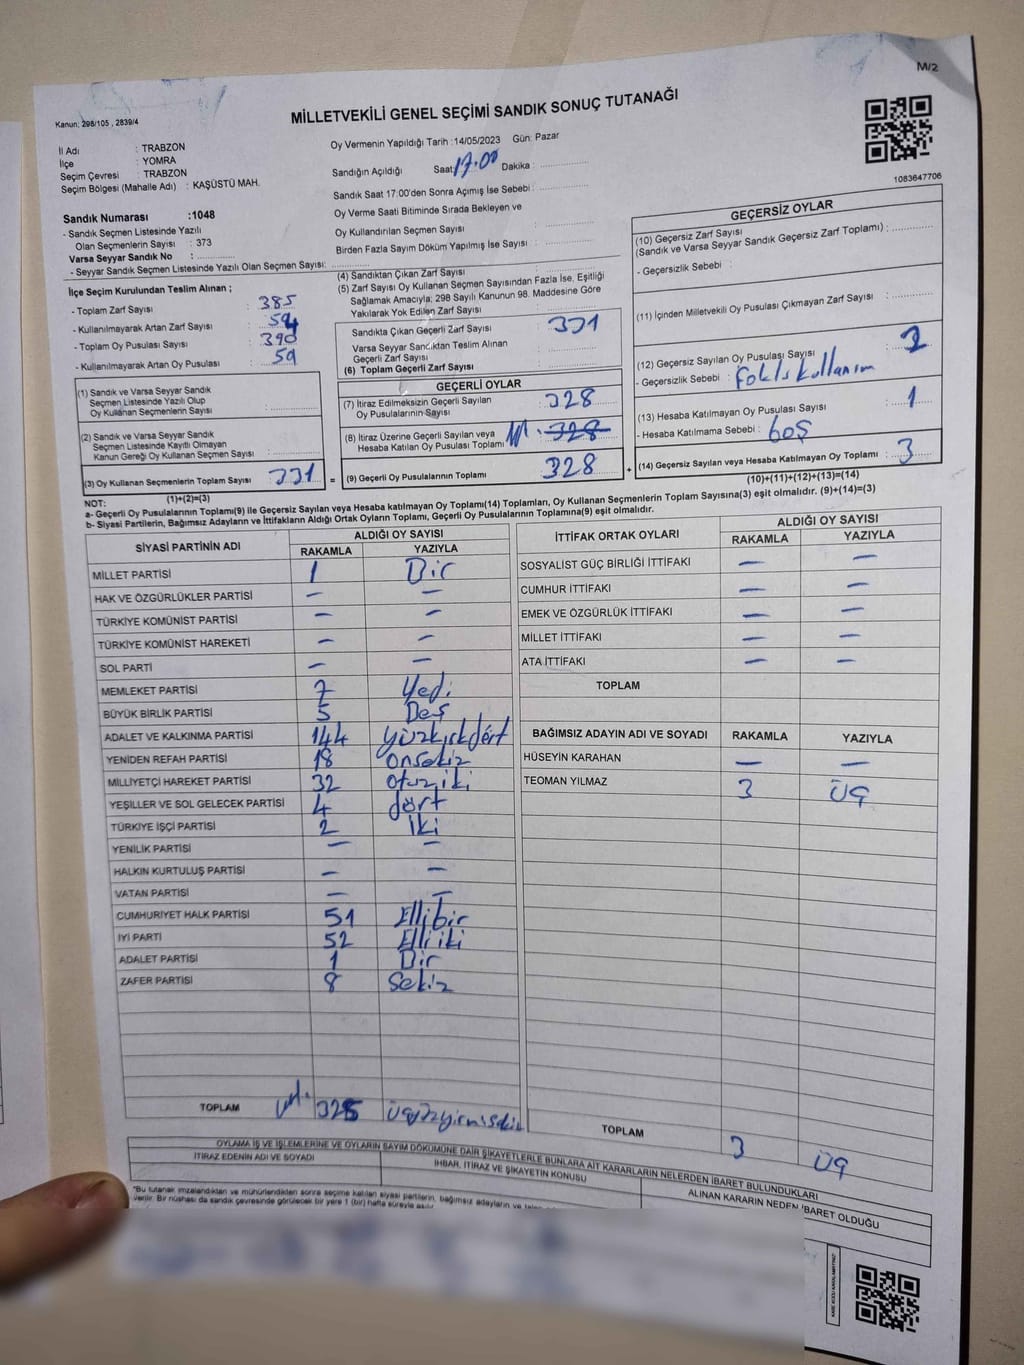 M/2
Kanun: 298/105 , 2839/4
MİLLETVEKİLİ GENEL SEÇİMİ SANDIK SONUÇ TUTANAĞI
İl Adı : TRABZON
İlçe : YOMRA
Seçim Çevresi : TRABZON
Seçim Bölgesi (Mahalle Adı) : KAŞÜSTÜ MAH.
Oy Vermenin Yapıldığı Tarih :14/05/2023 Gün: Pazar
Sandığın Açıldığı Saat: 17.00 Dakika :
Sandık Saat 17:00'den Sonra Açımış İse Sebebi :
Oy Verme Saati Bitiminde Sırada Bekleyen ve
Oy Kullandırılan Seçmen Sayısı :
Birden Fazla Sayım Döküm Yapılmış İse Sayısı :
1083647706
Sandık Numarası :1048
- Sandık Seçmen Listesinde Yazılı
Olan Seçmenlerin Sayısı : 373
Varsa Seyyar Sandık No :
- Seyyar Sandık Seçmen Listesinde Yazılı Olan Seçmen Sayısı:
İlçe Seçim Kurulundan Teslim Alınan ;
- Toplam Zarf Sayısı : 385
- Kullanılmayarak Artan Zarf Sayısı : 54
- Toplam Oy Pusulası Sayısı : 390
- Kullanılmayarak Artan Oy Pusulası : 59
(1) Sandık ve Varsa Seyyar Sandık
Seçmen Listesinde Yazılı Olup
Oy Kullanan Seçmenlerin Sayısı :
(2) Sandık ve Varsa Seyyar Sandık
Seçmen Listesinde Kayıtlı Olmayan
Kanun Gereği Oy Kullanan Seçmen Sayısı :
(3) Oy Kullanan Seçmenlerin Toplam Sayısı : 331
(1)+(2)=(3)
(4) Sandıktan Çıkan Zarf Sayısı :
(5) Zarf Sayısı Oy Kullanan Seçmen Sayısından Fazla İse, Eşitliği
Sağlamak Amacıyla; 298 Sayılı Kanunun 98. Maddesine Göre
Yakılarak Yok Edilen Zarf Sayısı :
Sandıkta Çıkan Geçerli Zarf Sayısı : 331
Varsa Seyyar Sandıktan Teslim Alınan
Geçerli Zarf Sayısı :
(6) Toplam Geçerli Zarf Sayısı :
GEÇERLİ OYLAR
(7) İtiraz Edilmeksizin Geçerli Sayılan
Oy Pusulalarının Sayısı : 328
(8) İtiraz Üzerine Geçerli Sayılan veya
Hesaba Katılan Oy Pusulaları Toplamı : 328
(9) Geçerli Oy Pusulalarının Toplamı : 328
GEÇERSİZ OYLAR
(10) Geçersiz Zarf Sayısı
(Sandık ve Varsa Seyyar Sandık Geçersiz Zarf Toplamı) :
- Geçersizlik Sebebi :
(11) İçinden Milletvekili Oy Pusulası Çıkmayan Zarf Sayısı :
(12) Geçersiz Sayılan Oy Pusulası Sayısı : 2
- Geçersizlik Sebebi : Fakls kullanım
(13) Hesaba Katılmayan Oy Pusulası Sayısı : 1
- Hesaba Katılmama Sebebi : boş
(14) Geçersiz Sayılan veya Hesaba Katılmayan Oy Toplamı : 3
(10)+(11)+(12)+(13)=(14)
NOT:
a- Geçerli Oy Pusulalarının Toplamı(9) ile Geçersiz Sayılan veya Hesaba katılmayan Oy Toplamı(14) Toplamları, Oy Kullanan Seçmenlerin Toplam Sayısına(3) eşit olmalıdır. (9)+(14)=(3)
b- Siyasi Partilerin, Bağımsız Adayların ve İttifakların Aldığı Ortak Oyların Toplamı, Geçerli Oy Pusulalarının Toplamına(9) eşit olmalıdır.
SİYASİ PARTİNİN ADI ALDIĞI OY SAYISI
RAKAMLA YAZIYLA
MİLLET PARTİSİ 1 Bir
HAK VE ÖZGÜRLÜKLER PARTİSİ – –
TÜRKİYE KOMÜNİST PARTİSİ – –
TÜRKİYE KOMÜNİST HAREKETİ – –
SOL PARTİ – –
MEMLEKET PARTİSİ 7 Yedi
BÜYÜK BİRLİK PARTİSİ 5 Beş
ADALET VE KALKINMA PARTİSİ 144 yüzkırkdört
YENİDEN REFAH PARTİSİ 18 Onsekiz
MİLLİYETÇİ HAREKET PARTİSİ 32 otuziki
YEŞİLLER VE SOL GELECEK PARTİSİ 4 dört
TÜRKİYE İŞÇİ PARTİSİ 2 İki
YENİLİK PARTİSİ – –
HALKIN KURTULUŞ PARTİSİ – –
VATAN PARTİSİ – –
CUMHURİYET HALK PARTİSİ 51 Ellibir
İYİ PARTİ 52 Elliiki
ADALET PARTİSİ 1 Bir
ZAFER PARTİSİ 8 Sekiz
TOPLAM 325
İTTİFAK ORTAK OYLARI ALDIĞI OY SAYISI
RAKAMLA YAZIYLA
SOSYALİST GÜÇ BİRLİĞİ İTTİFAKI – –
CUMHUR İTTİFAKI – –
EMEK VE ÖZGÜRLÜK İTTİFAKI – –
MİLLET İTTİFAKI – –
ATA İTTİFAKI – –
TOPLAM
BAĞIMSIZ ADAYIN ADI VE SOYADI RAKAMLA YAZIYLA
HÜSEYİN KARAHAN – –
TEOMAN YILMAZ 3 üç
TOPLAM 3 üç
OYLAMA İŞ VE İŞLEMLERİNE VE OYLARIN SAYIM DÖKÜMÜNE DAİR ŞİKAYETLERLE BUNLARA AİT KARARLARIN NELERDEN İBARET BULUNDUKLARI
İTİRAZ EDENİN ADI VE SOYADI
İHBAR, İTİRAZ VE ŞİKAYETİN KONUSU
ALINAN KARARIN NEDEN İBARET OLDUĞU
"Bu tutanak imzalandıktan ve mühürlendikten sonra seçime katılan siyasi partilerin, bağımsız adayların ve
verilir. Bir nüshası da sandık çevresinde görülecek bir yere 1 (bir) hafta süreyle asılır.